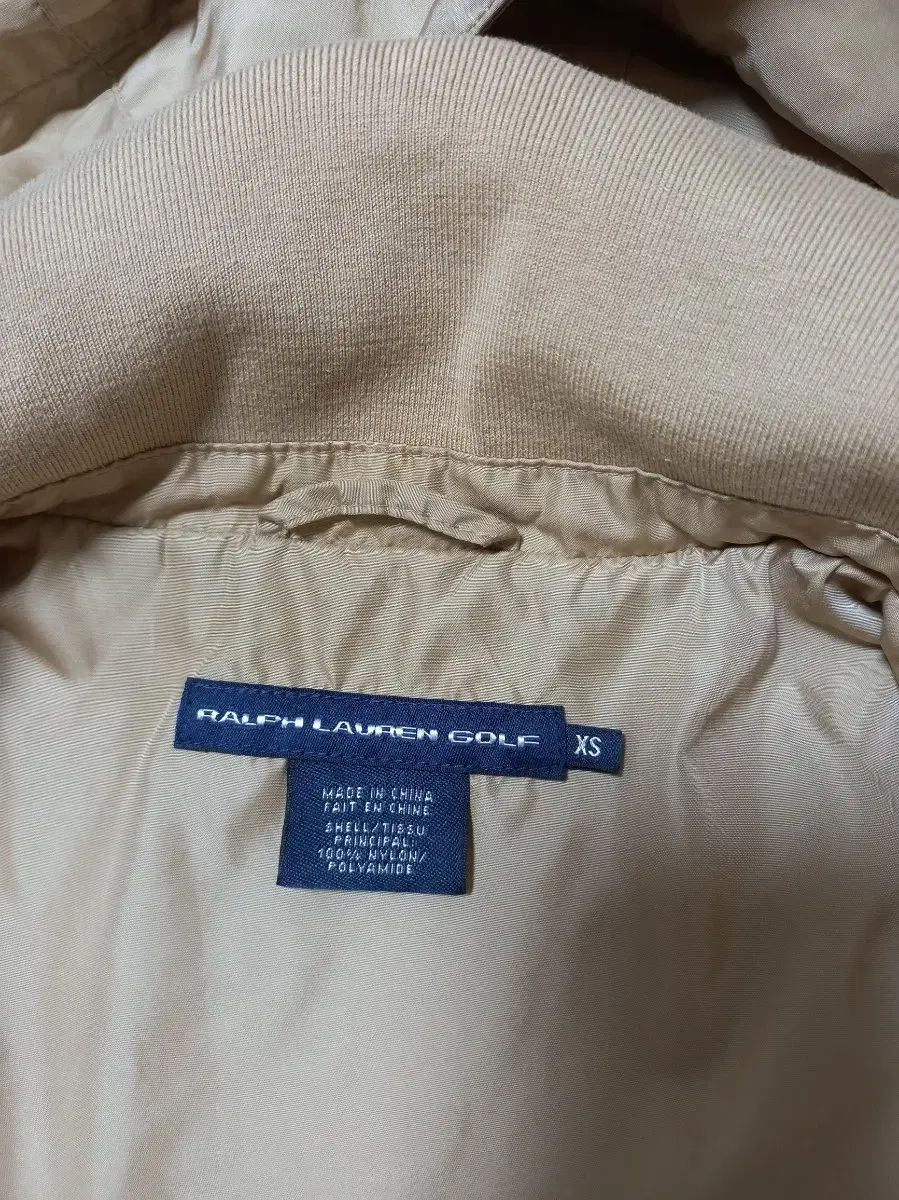 RALPH LAUREN GOLF
XS
MADE IN CHINA
FAIT EN CHINE
SHELL/TISSU
PRINCIPAL:
100% NYLON/
POLYAMIDE